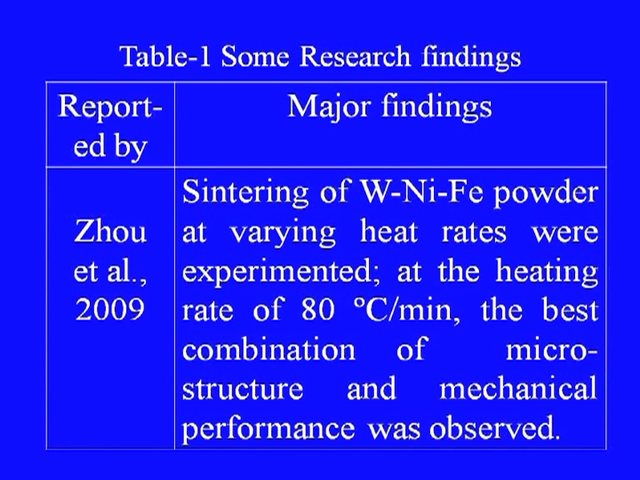 Table-1 Some Research findings
Report-
ed by
Major findings
Zhou
et al.,
2009
Sintering of W-Ni-Fe powder
at varying heat rates were
experimented; at the heating
rate of 80 ºC/min, the best
combination of micro-
structure and mechanical
performance was observed.